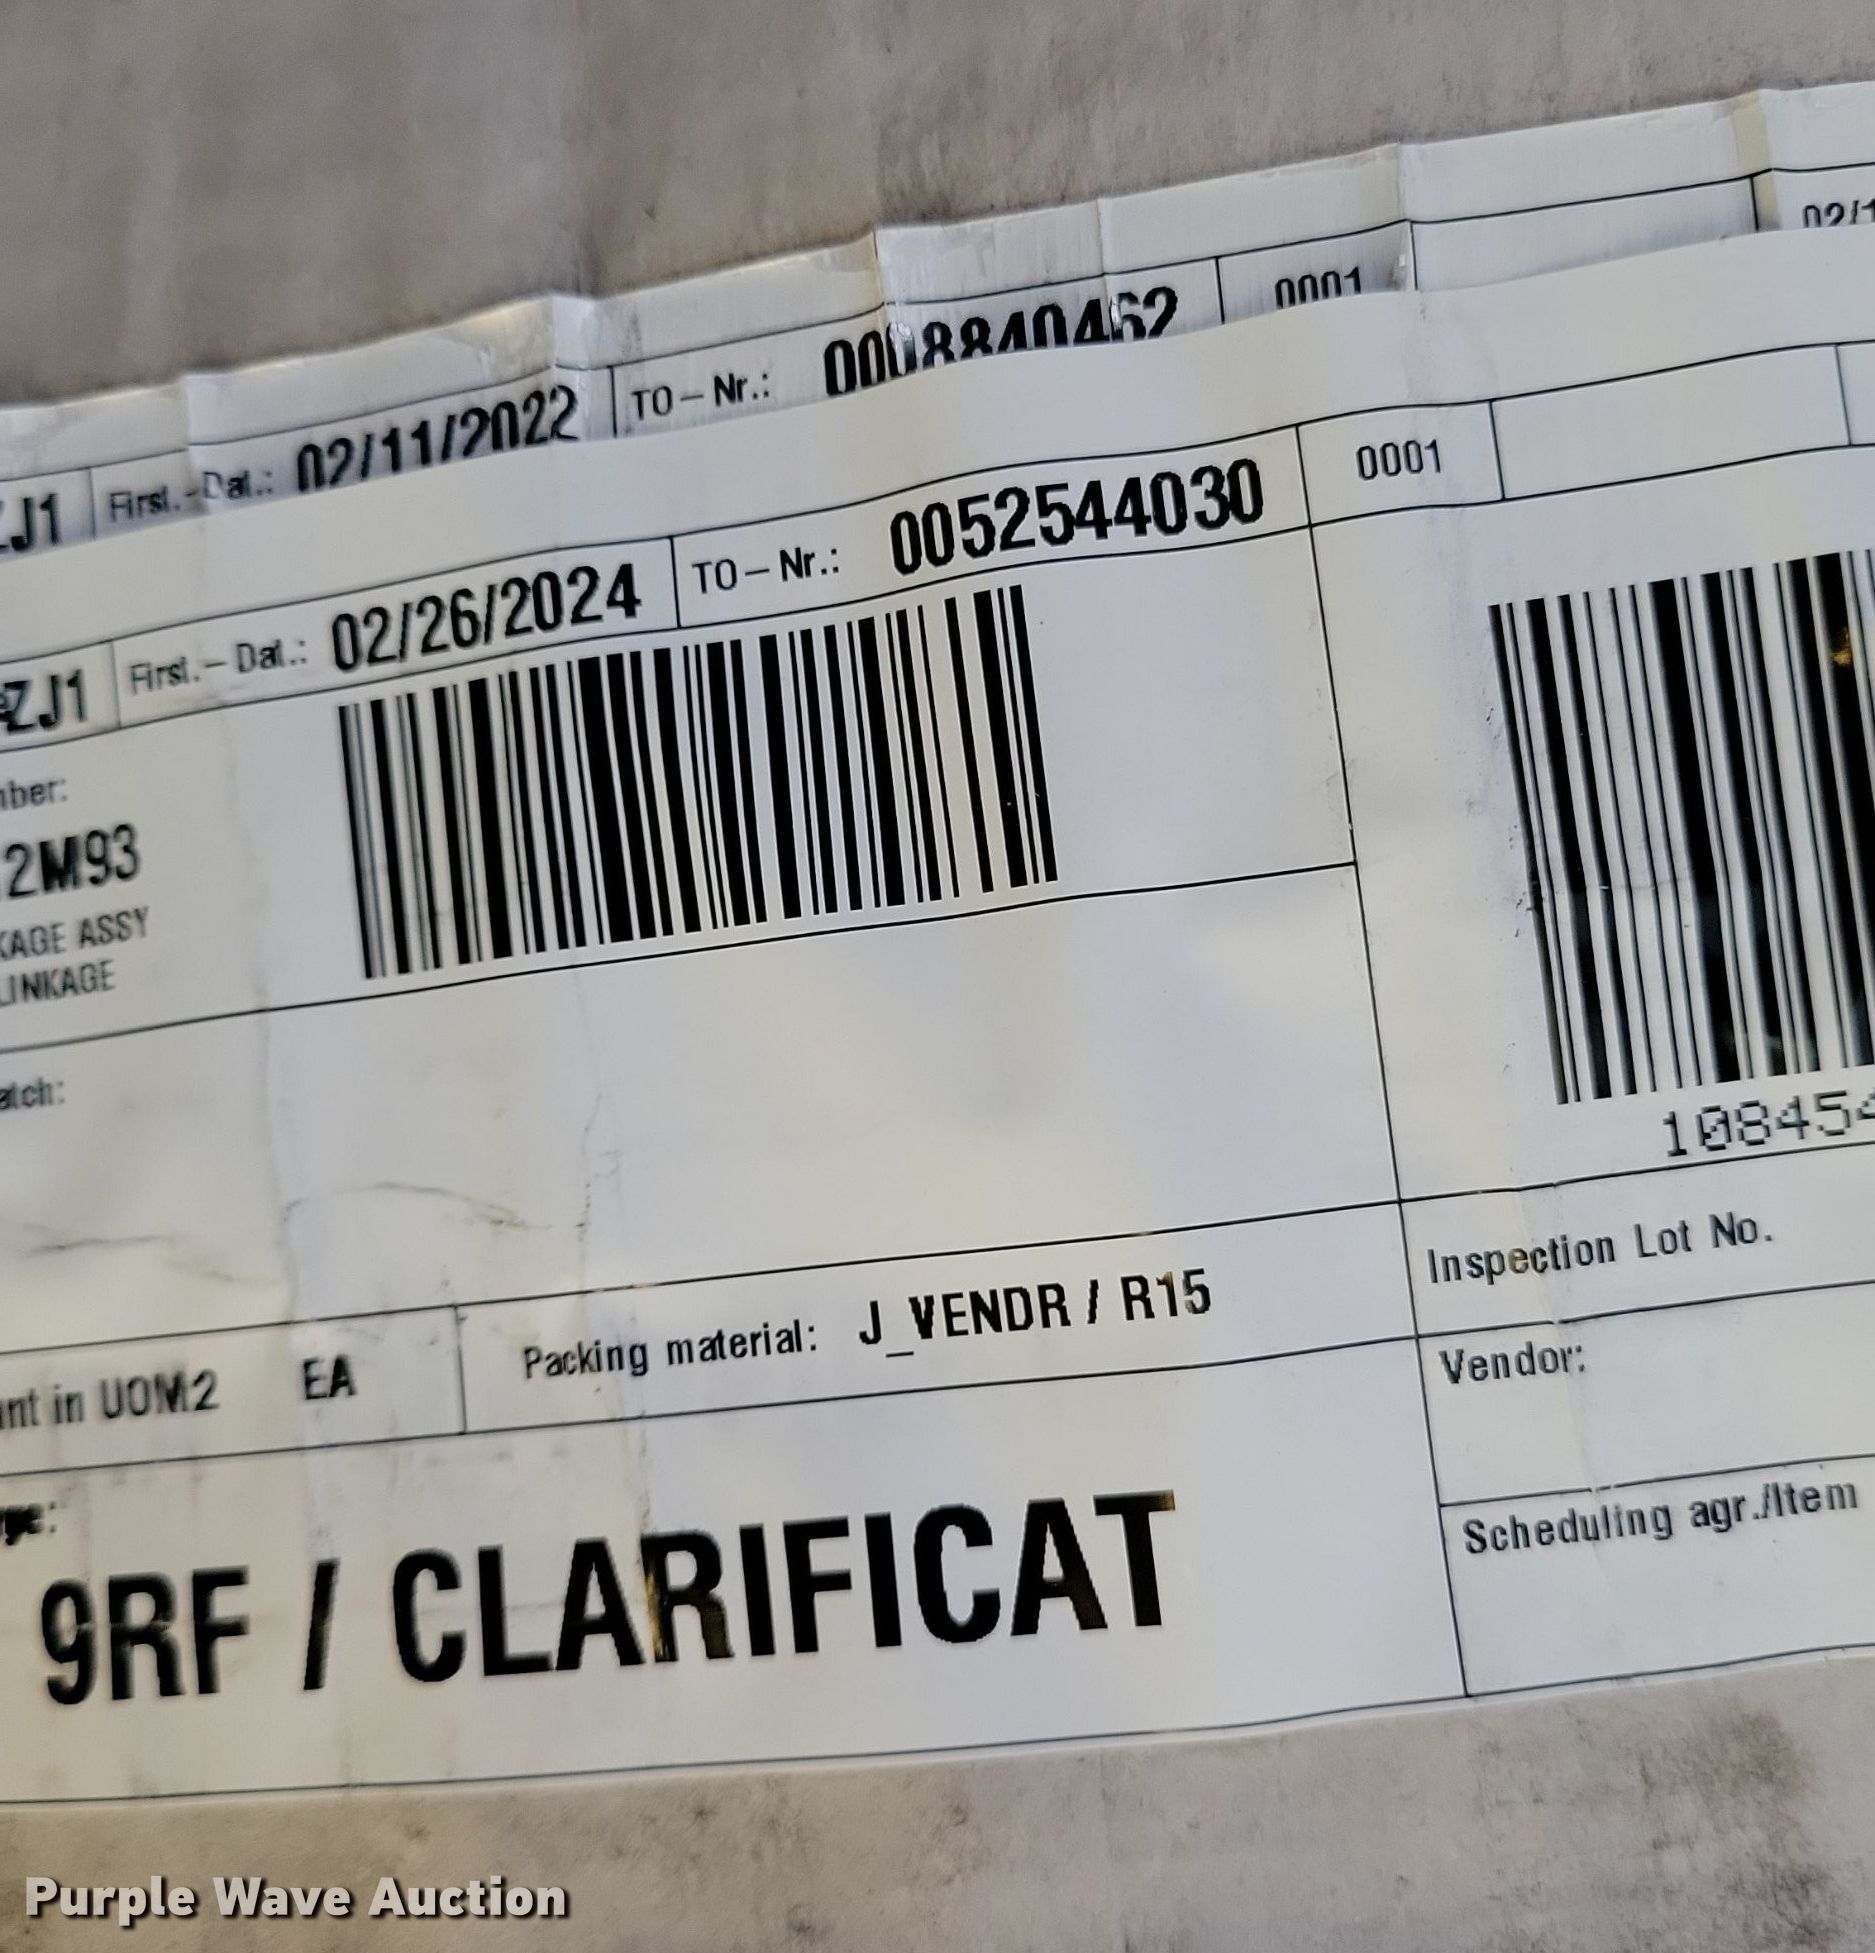 ZJ1 First.-Dat.: 02/11/2022 TO-Nr.: 0008840462 0001 02/1
ZJ1 First.-Dat.: 02/26/2024 TO-Nr.: 0052544030 0001
ber:
2M93
KAGE ASSY
LINKAGE
atch:
108454
Inspection Lot No.
nt in UOM2 EA Packing material: J_VENDR / R15
Vendor:
Scheduling agr./Item
9RF / CLARIFICAT
Purple Wave Auction